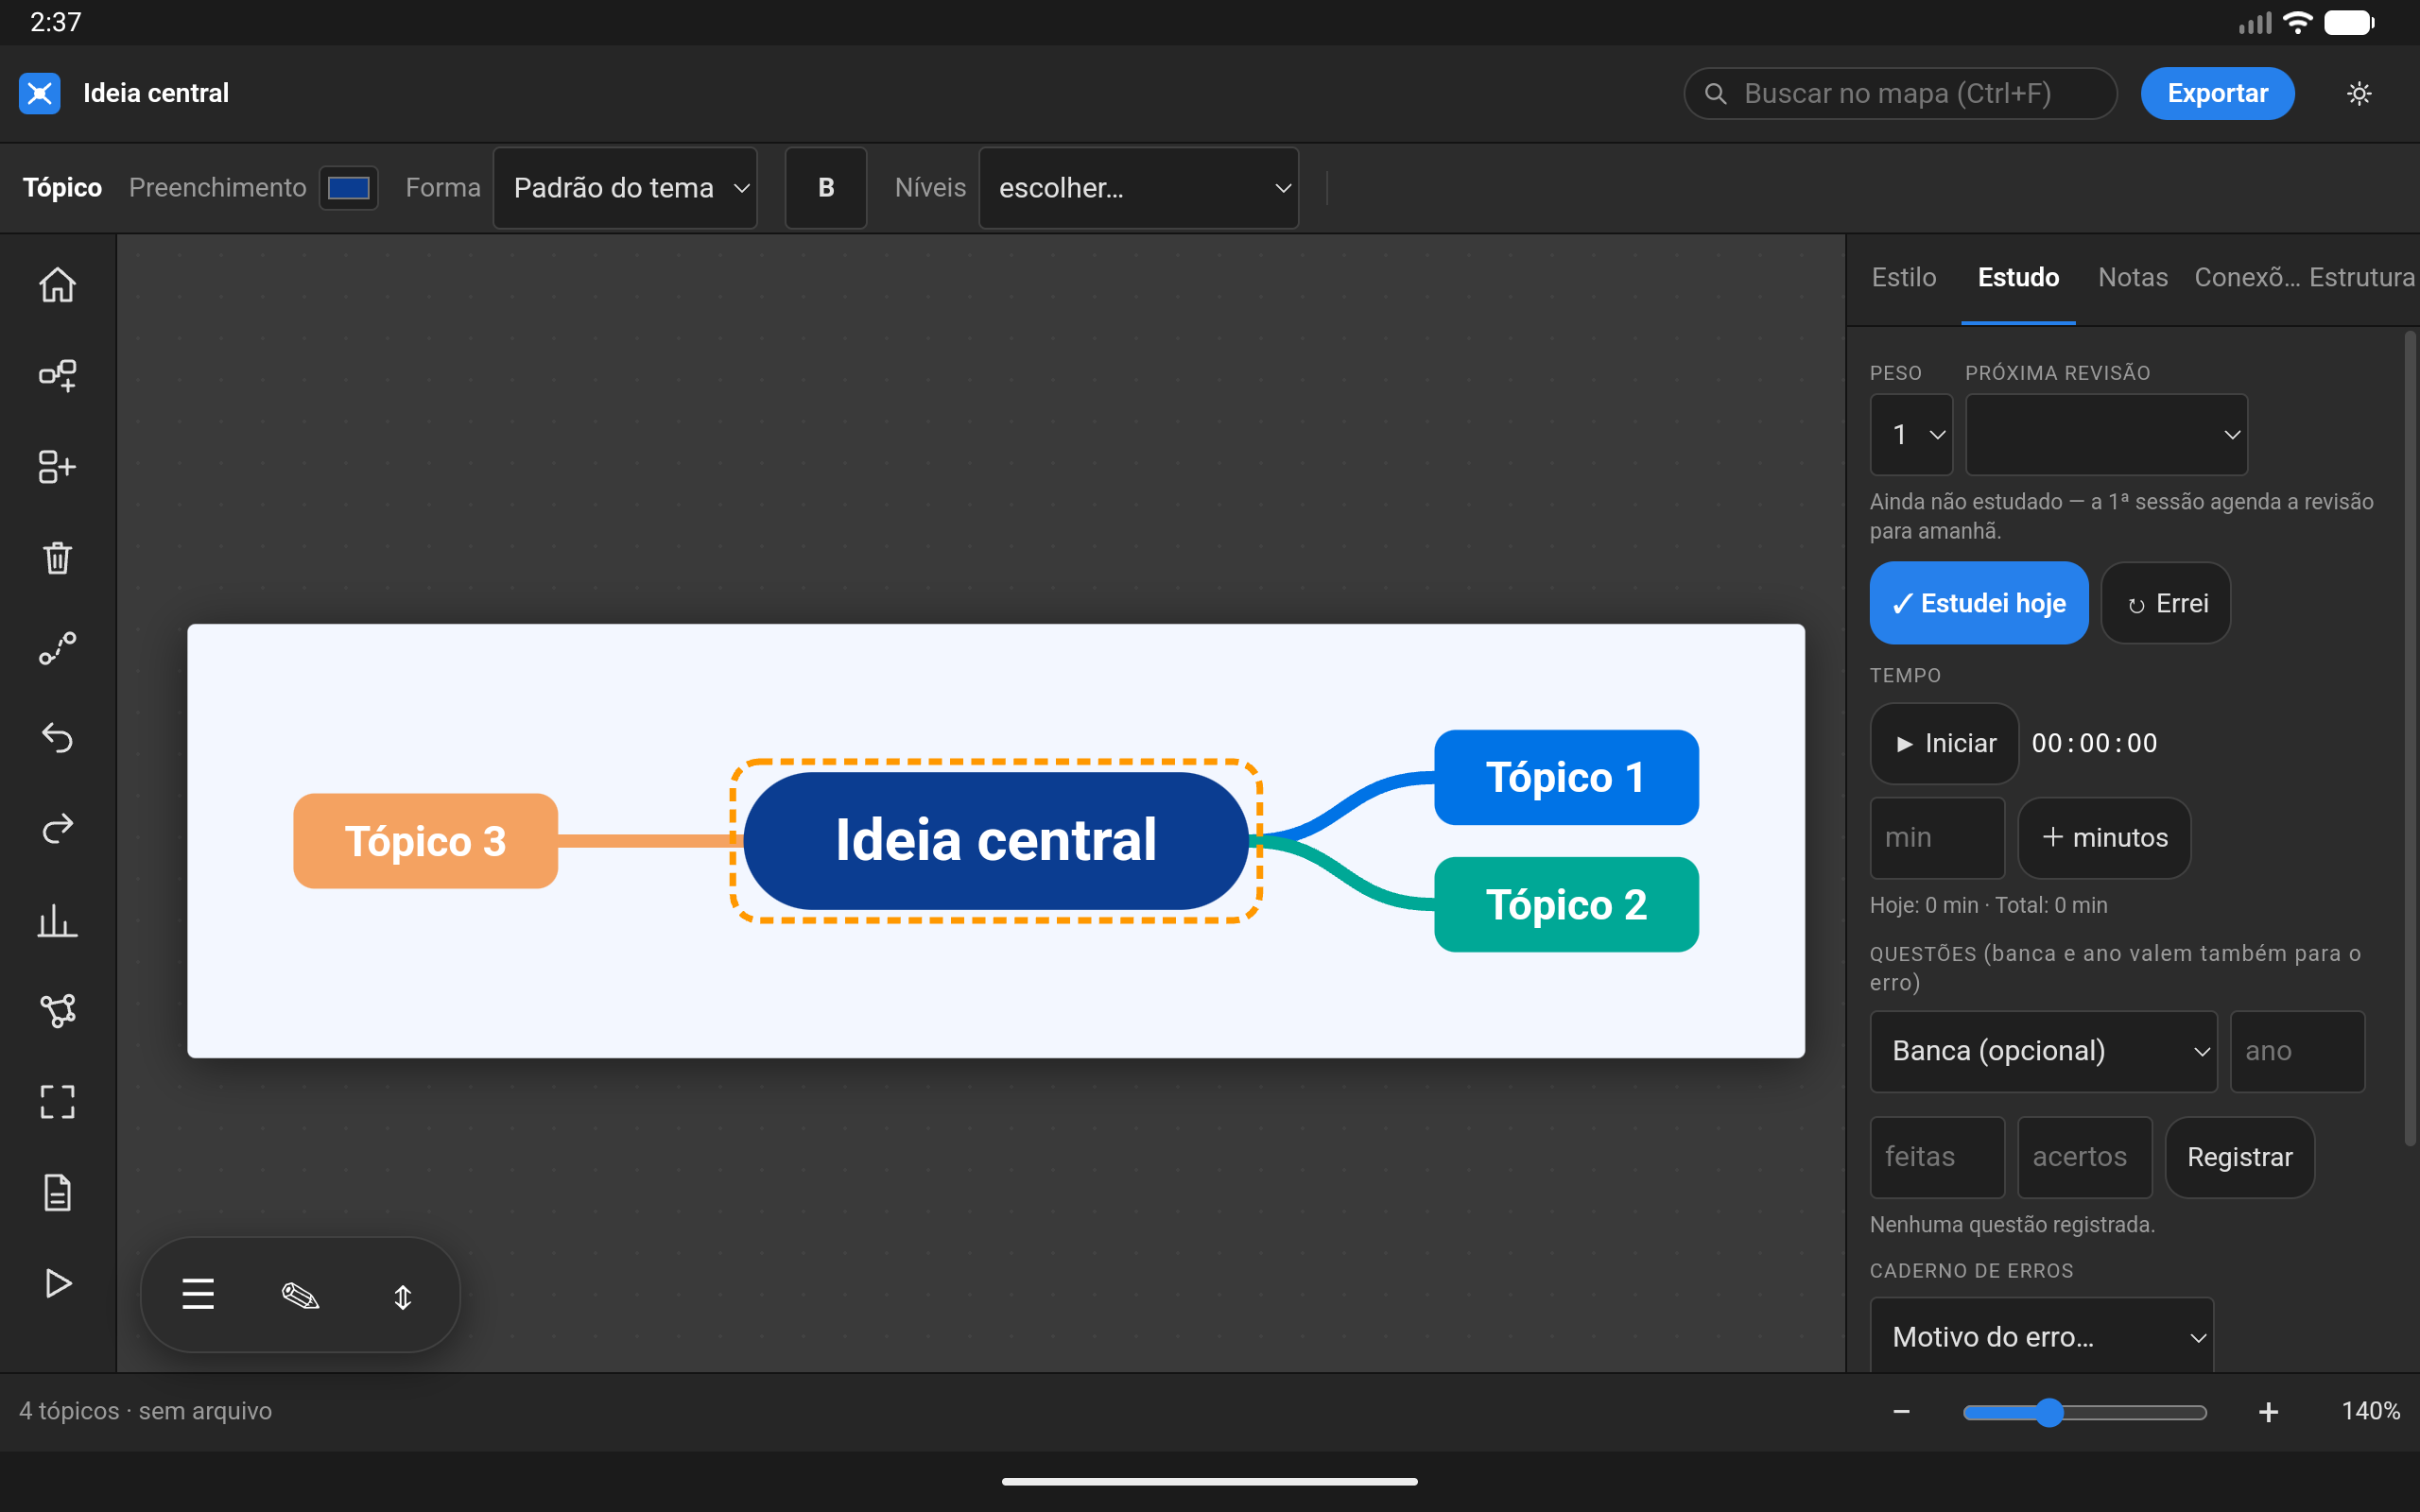 2:37
Ideia central
Buscar no mapa (Ctrl+F)
Exportar
Tópico
Preenchimento
Forma
Padrão do tema
B
Níveis
escolher...
Estilo
Estudo
Notas
Conexõ...
Estrutura
PESO
PRÓXIMA REVISÃO
1
Ainda não estudado — a 1ª sessão agenda a revisão
para amanhã.
✓ Estudei hoje
↻ Errei
TEMPO
▶ Iniciar
00:00:00
min
+ minutos
Hoje: 0 min · Total: 0 min
QUESTÕES (banca e ano valem também para o
erro)
Banca (opcional)
ano
feitas
acertos
Registrar
Nenhuma questão registrada.
CADERNO DE ERROS
Motivo do erro...
Tópico 3
Ideia central
Tópico 1
Tópico 2
4 tópicos · sem arquivo
140%